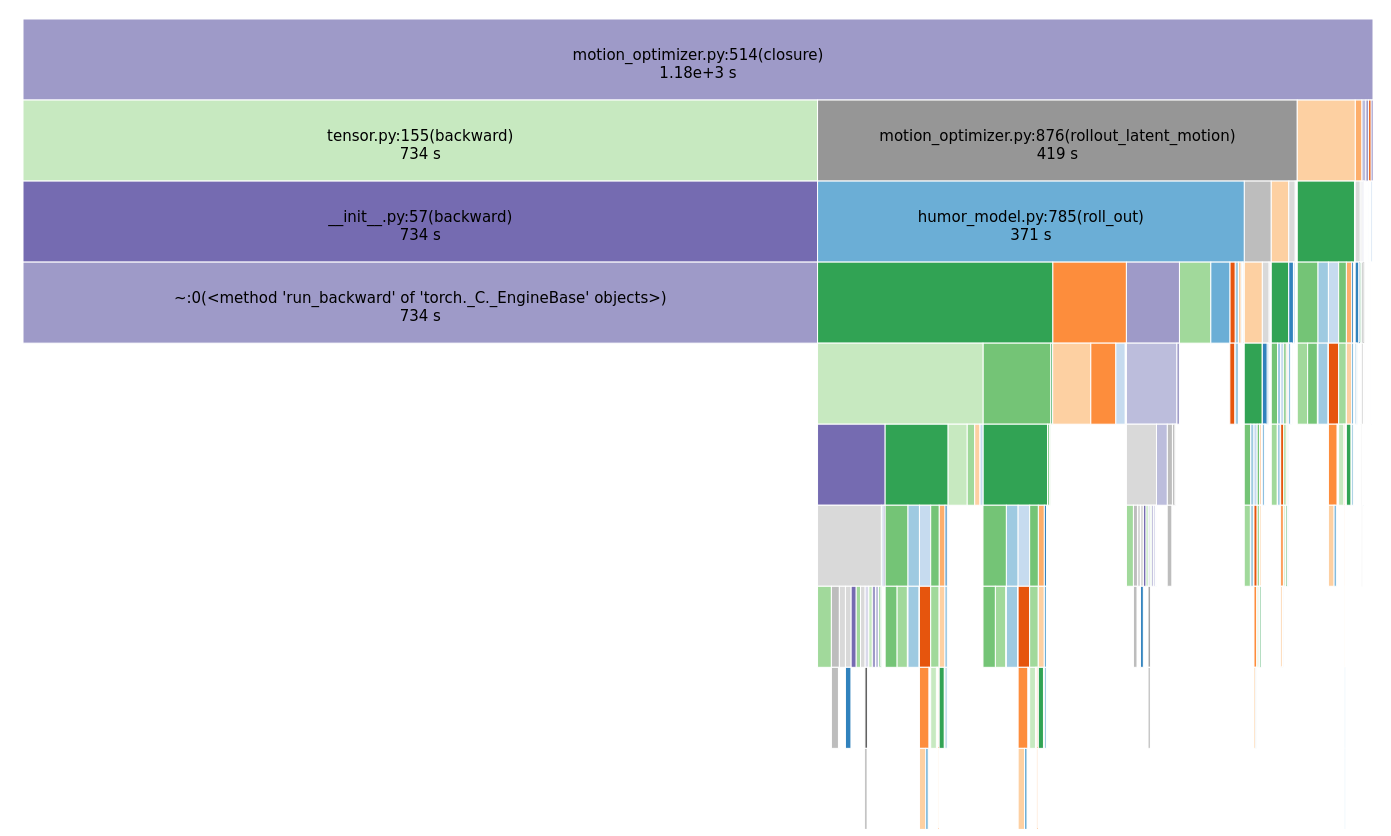 motion_optimizer.py:514(closure)
1.18e+3 s
tensor.py:155(backward)
734 s
motion_optimizer.py:876(rollout_latent_motion)
419 s
__init__.py:57(backward)
734 s
humor_model.py:785(roll_out)
371 s
~:0(<method 'run_backward' of 'torch._C._EngineBase' objects>)
734 s